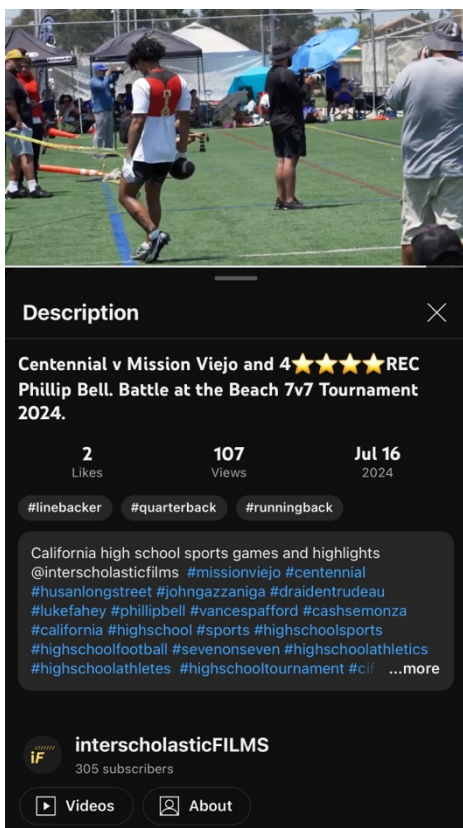 Description
Centennial v Mission Viejo and 4⭐⭐⭐⭐REC
Phillip Bell. Battle at the Beach 7v7 Tournament
2024.
2 107 Jul 16
Likes Views 2024
#linebacker #quarterback #runningback
California high school sports games and highlights
@interscholasticfilms #missionviejo #centennial
#husanlongstreet #johngazzaniga #draidentrudeau
#lukefahey #phillipbell #vancespafford #cashsemonza
#california #highschool #sports #highschoolsports
#highschoolfootball #sevenonseven #highschoolathletics
#highschoolathletes #highschooltournament #cif ...more
iF
interscholasticFILMS
305 subscribers
Videos About